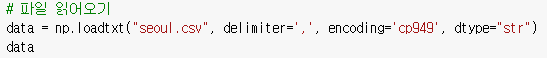 # 파일 읽어오기
data = np.loadtxt("seoul.csv", delimiter=',', encoding='cp949', dtype="str")
data